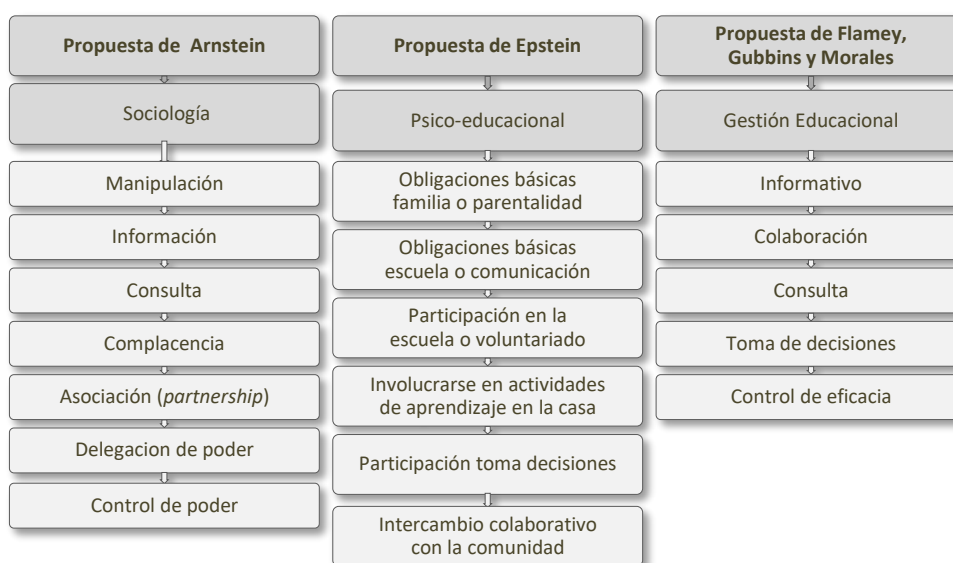 Propuesta de Arnstein
Sociología
Manipulación
Información
Consulta
Complacencia
Asociación (partnership)
Delegacion de poder
Control de poder
Propuesta de Epstein
Psico-educacional
Obligaciones básicas
familia o parentalidad
Obligaciones básicas
escuela o comunicación
Participación en la
escuela o voluntariado
Involucrarse en actividades
de aprendizaje en la casa
Participación toma decisiones
Intercambio colaborativo
con la comunidad
Propuesta de Flamey,
Gubbins y Morales
Gestión Educacional
Informativo
Colaboración
Consulta
Toma de decisiones
Control de eficacia